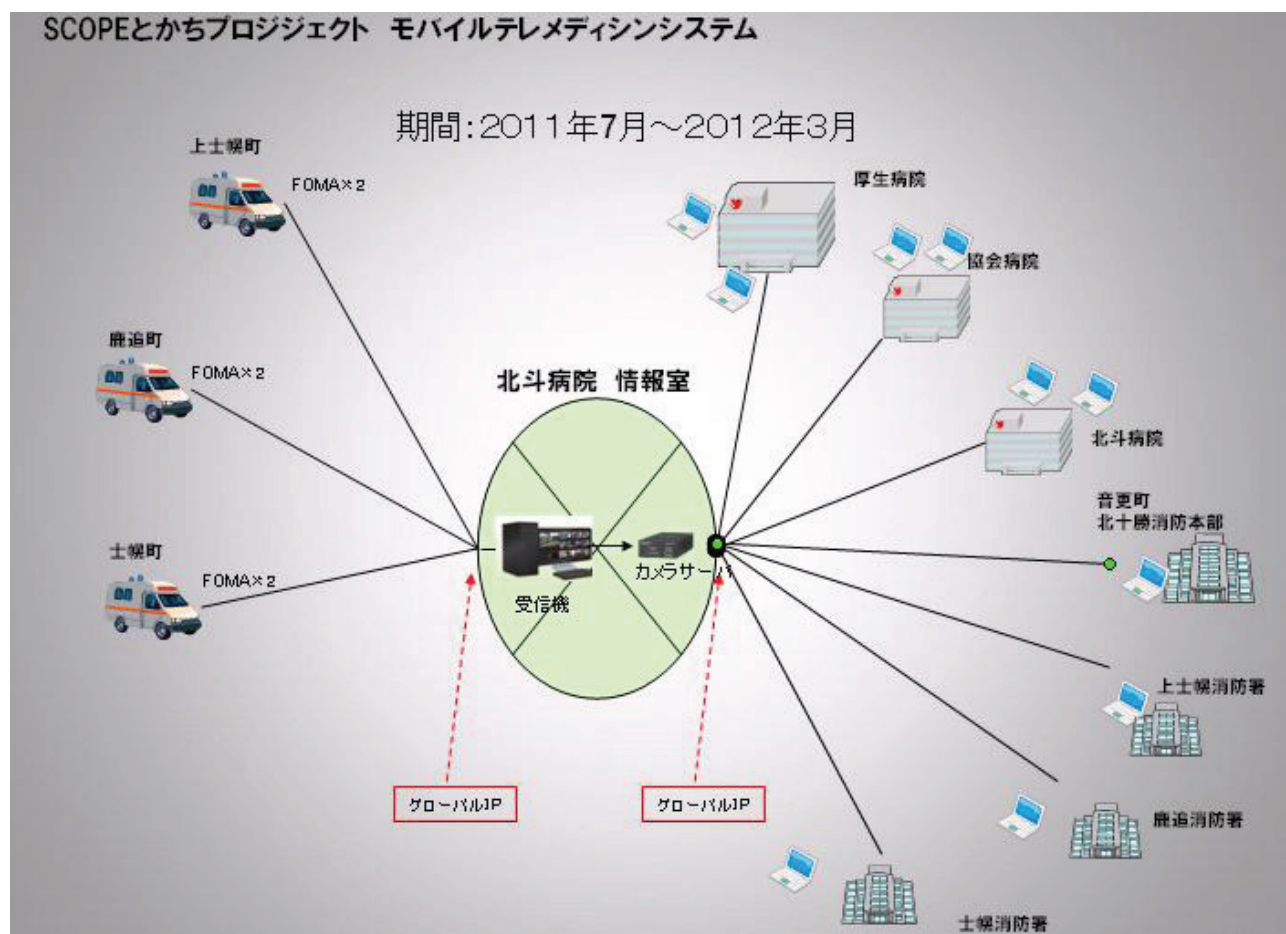 SCOPEとかちプロジジェクト モバイルテレメディシンシステム
期間:2011年7月～2012年3月
上士幌町
FOMA×2
鹿追町
FOMA×2
士幌町
FOMA×2
北斗病院 情報室
受信機
カメラサーバ
グローバルIP
グローバルIP
厚生病院
協会病院
北斗病院
音更町
北十勝消防本部
上士幌消防署
鹿追消防署
士幌消防署